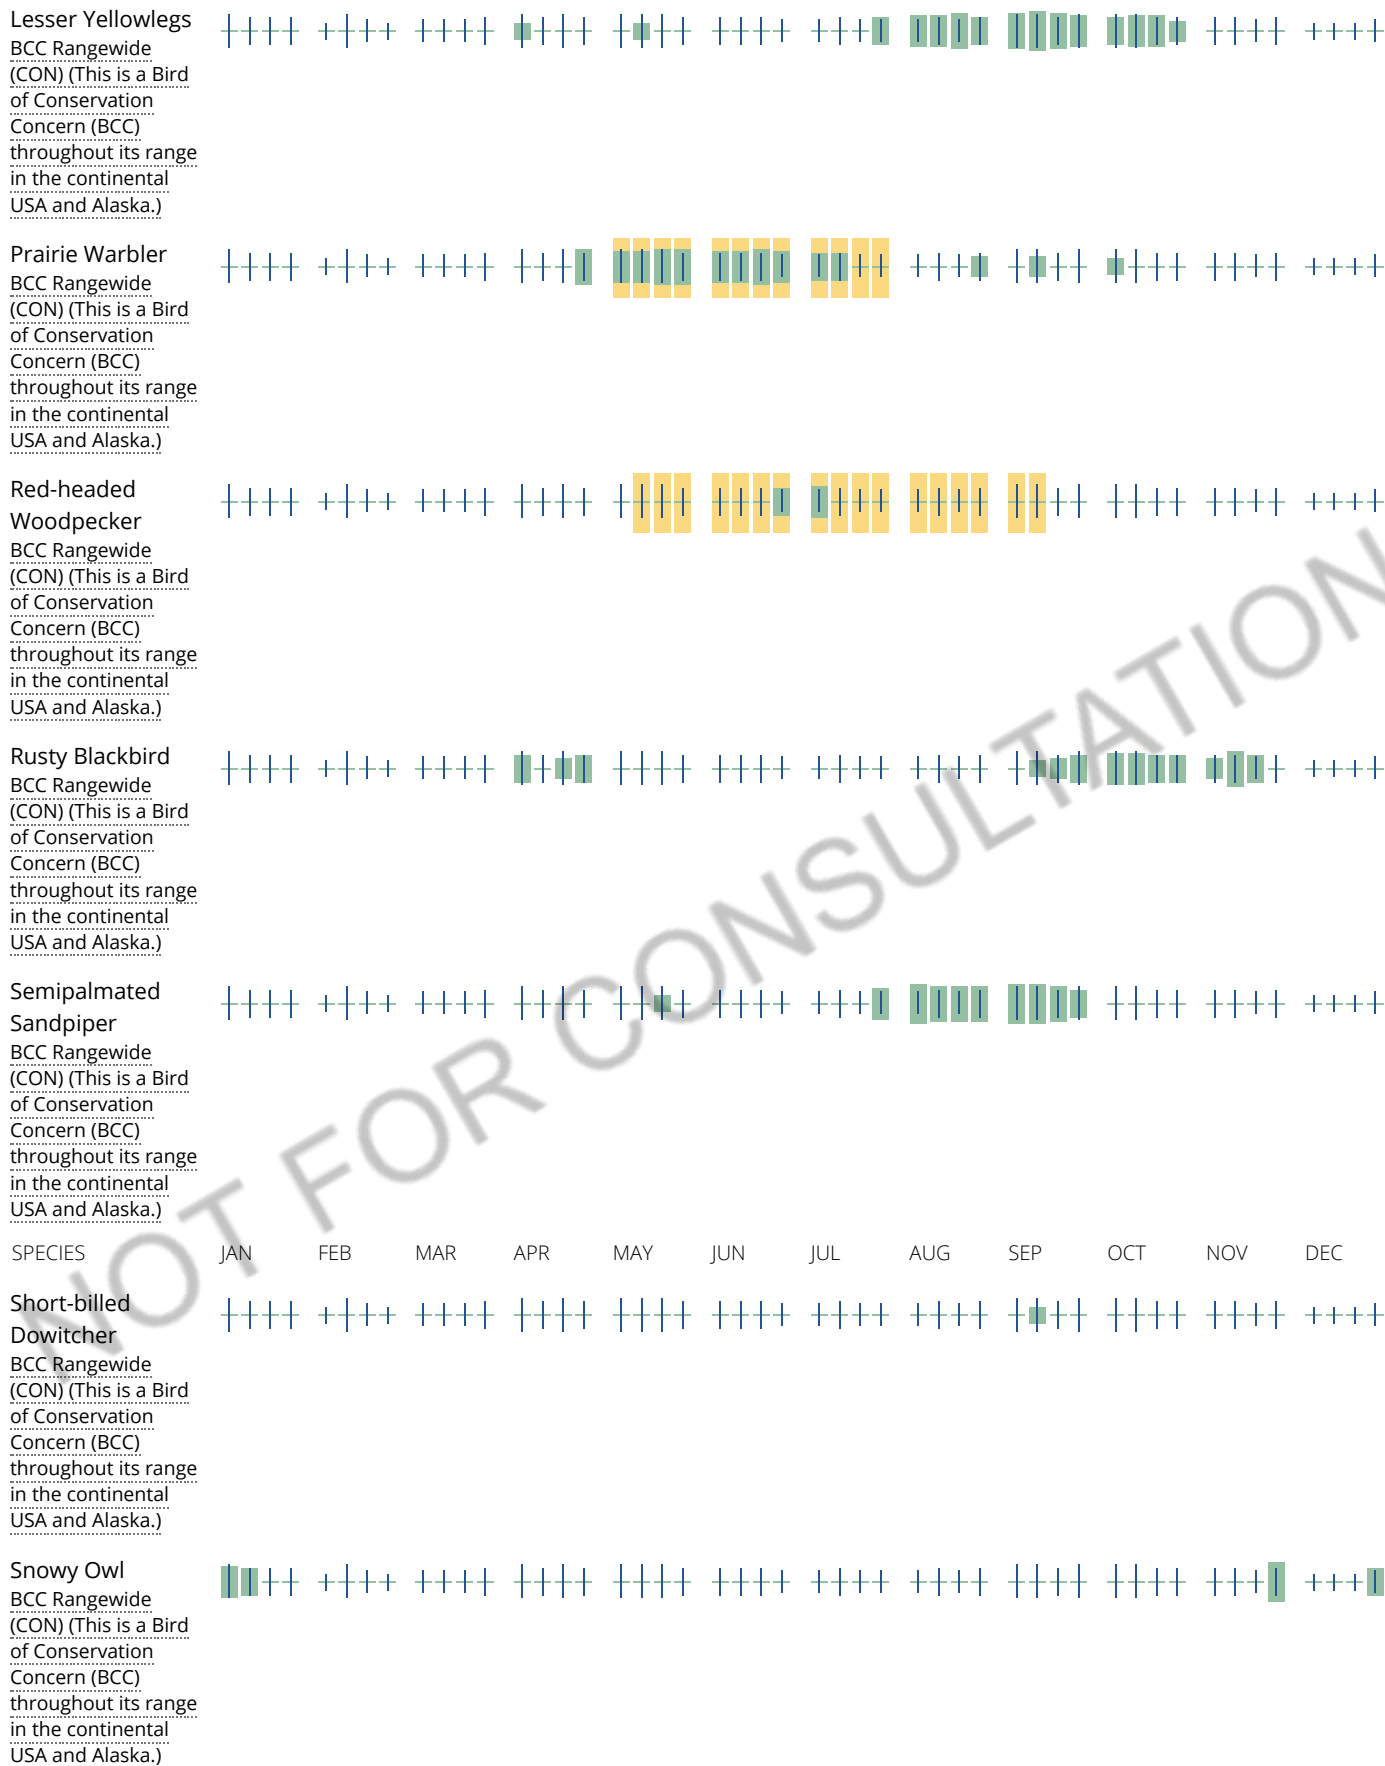 Lesser Yellowlegs
BCC Rangewide
(CON) (This is a Bird
of Conservation
Concern (BCC)
throughout its range
in the continental
USA and Alaska.)
Prairie Warbler
BCC Rangewide
(CON) (This is a Bird
of Conservation
Concern (BCC)
throughout its range
in the continental
USA and Alaska.)
Red-headed
Woodpecker
BCC Rangewide
(CON) (This is a Bird
of Conservation
Concern (BCC)
throughout its range
in the continental
USA and Alaska.)
Rusty Blackbird
BCC Rangewide
(CON) (This is a Bird
of Conservation
Concern (BCC)
throughout its range
in the continental
USA and Alaska.)
Semipalmated
Sandpiper
BCC Rangewide
(CON) (This is a Bird
of Conservation
Concern (BCC)
throughout its range
in the continental
USA and Alaska.)
SPECIES JAN FEB MAR APR MAY JUN JUL AUG SEP OCT NOV DEC
Short-billed
Dowitcher
BCC Rangewide
(CON) (This is a Bird
of Conservation
Concern (BCC)
throughout its range
in the continental
USA and Alaska.)
Snowy Owl
BCC Rangewide
(CON) (This is a Bird
of Conservation
Concern (BCC)
throughout its range
in the continental
USA and Alaska.)
NOT FOR CONSULTATION